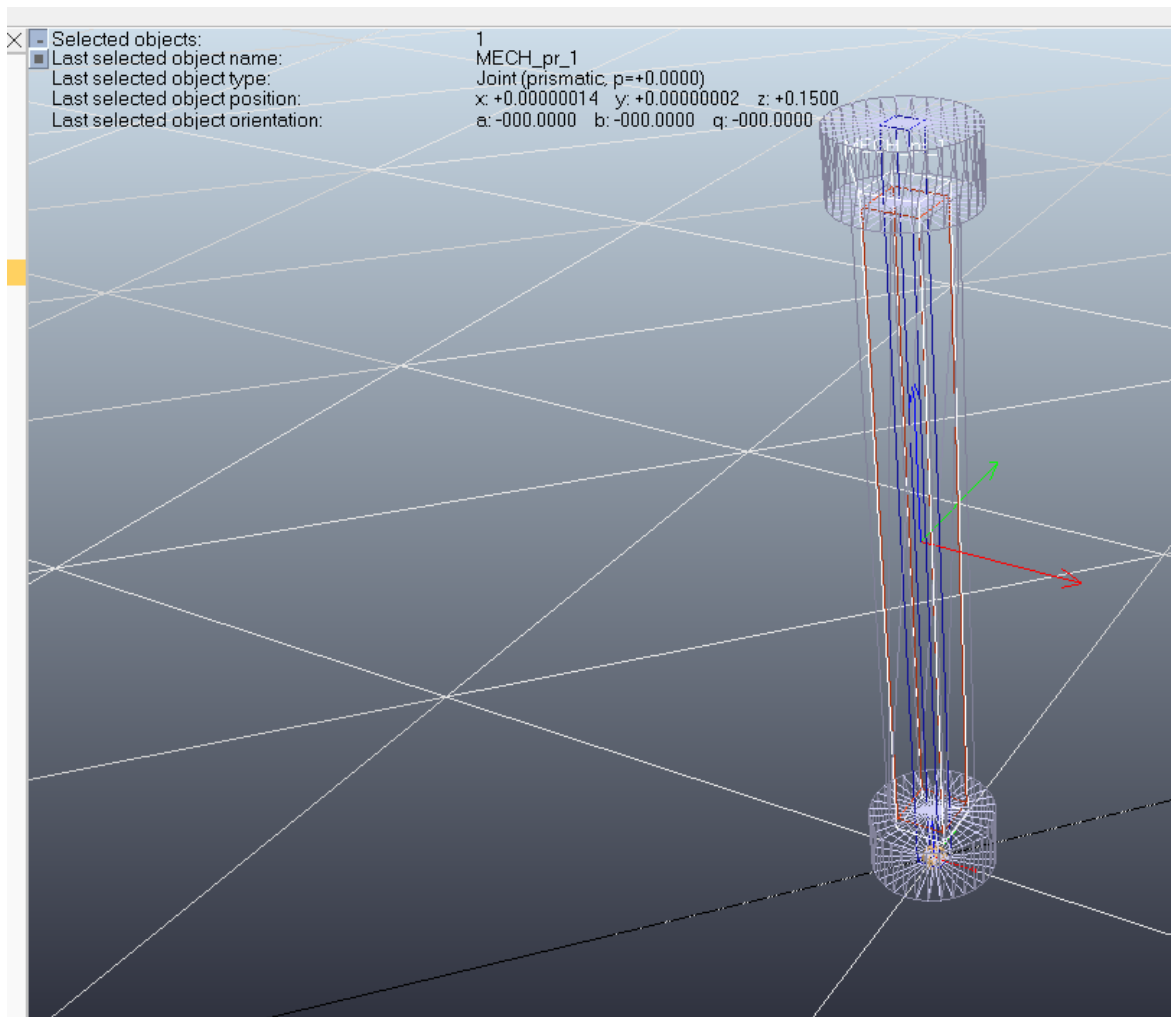 Selected objects: 1
Last selected object name: MECH_pr_1
Last selected object type: Joint (prismatic, p=+0.0000)
Last selected object position: x: +0.00000014 y: +0.00000002 z: +0.1500
Last selected object orientation: a: -000.0000 b: -000.0000 q: -000.0000